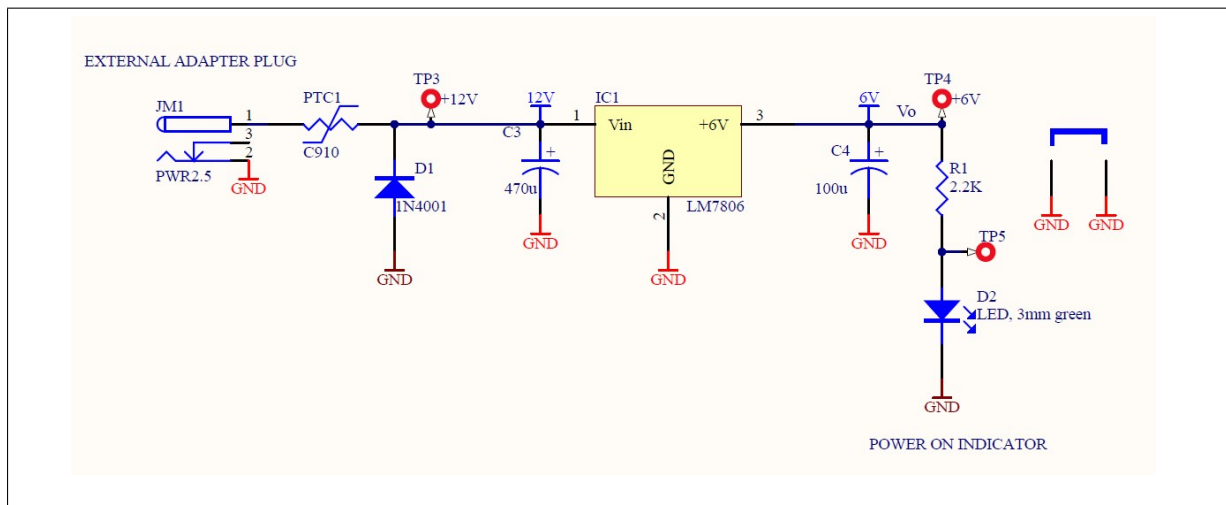 EXTERNAL ADAPTER PLUG
JM1
1
3
2
PWR2.5
GND
PTC1
C910
TP3
+12V
D1
1N4001
GND
12V
C3
+
470u
GND
IC1
1
Vin
+6V
3
GND
2
LM7806
GND
6V
Vo
C4
+
100u
GND
TP4
+6V
R1
2.2K
TP5
D2
LED, 3mm green
GND
GND
GND
POWER ON INDICATOR